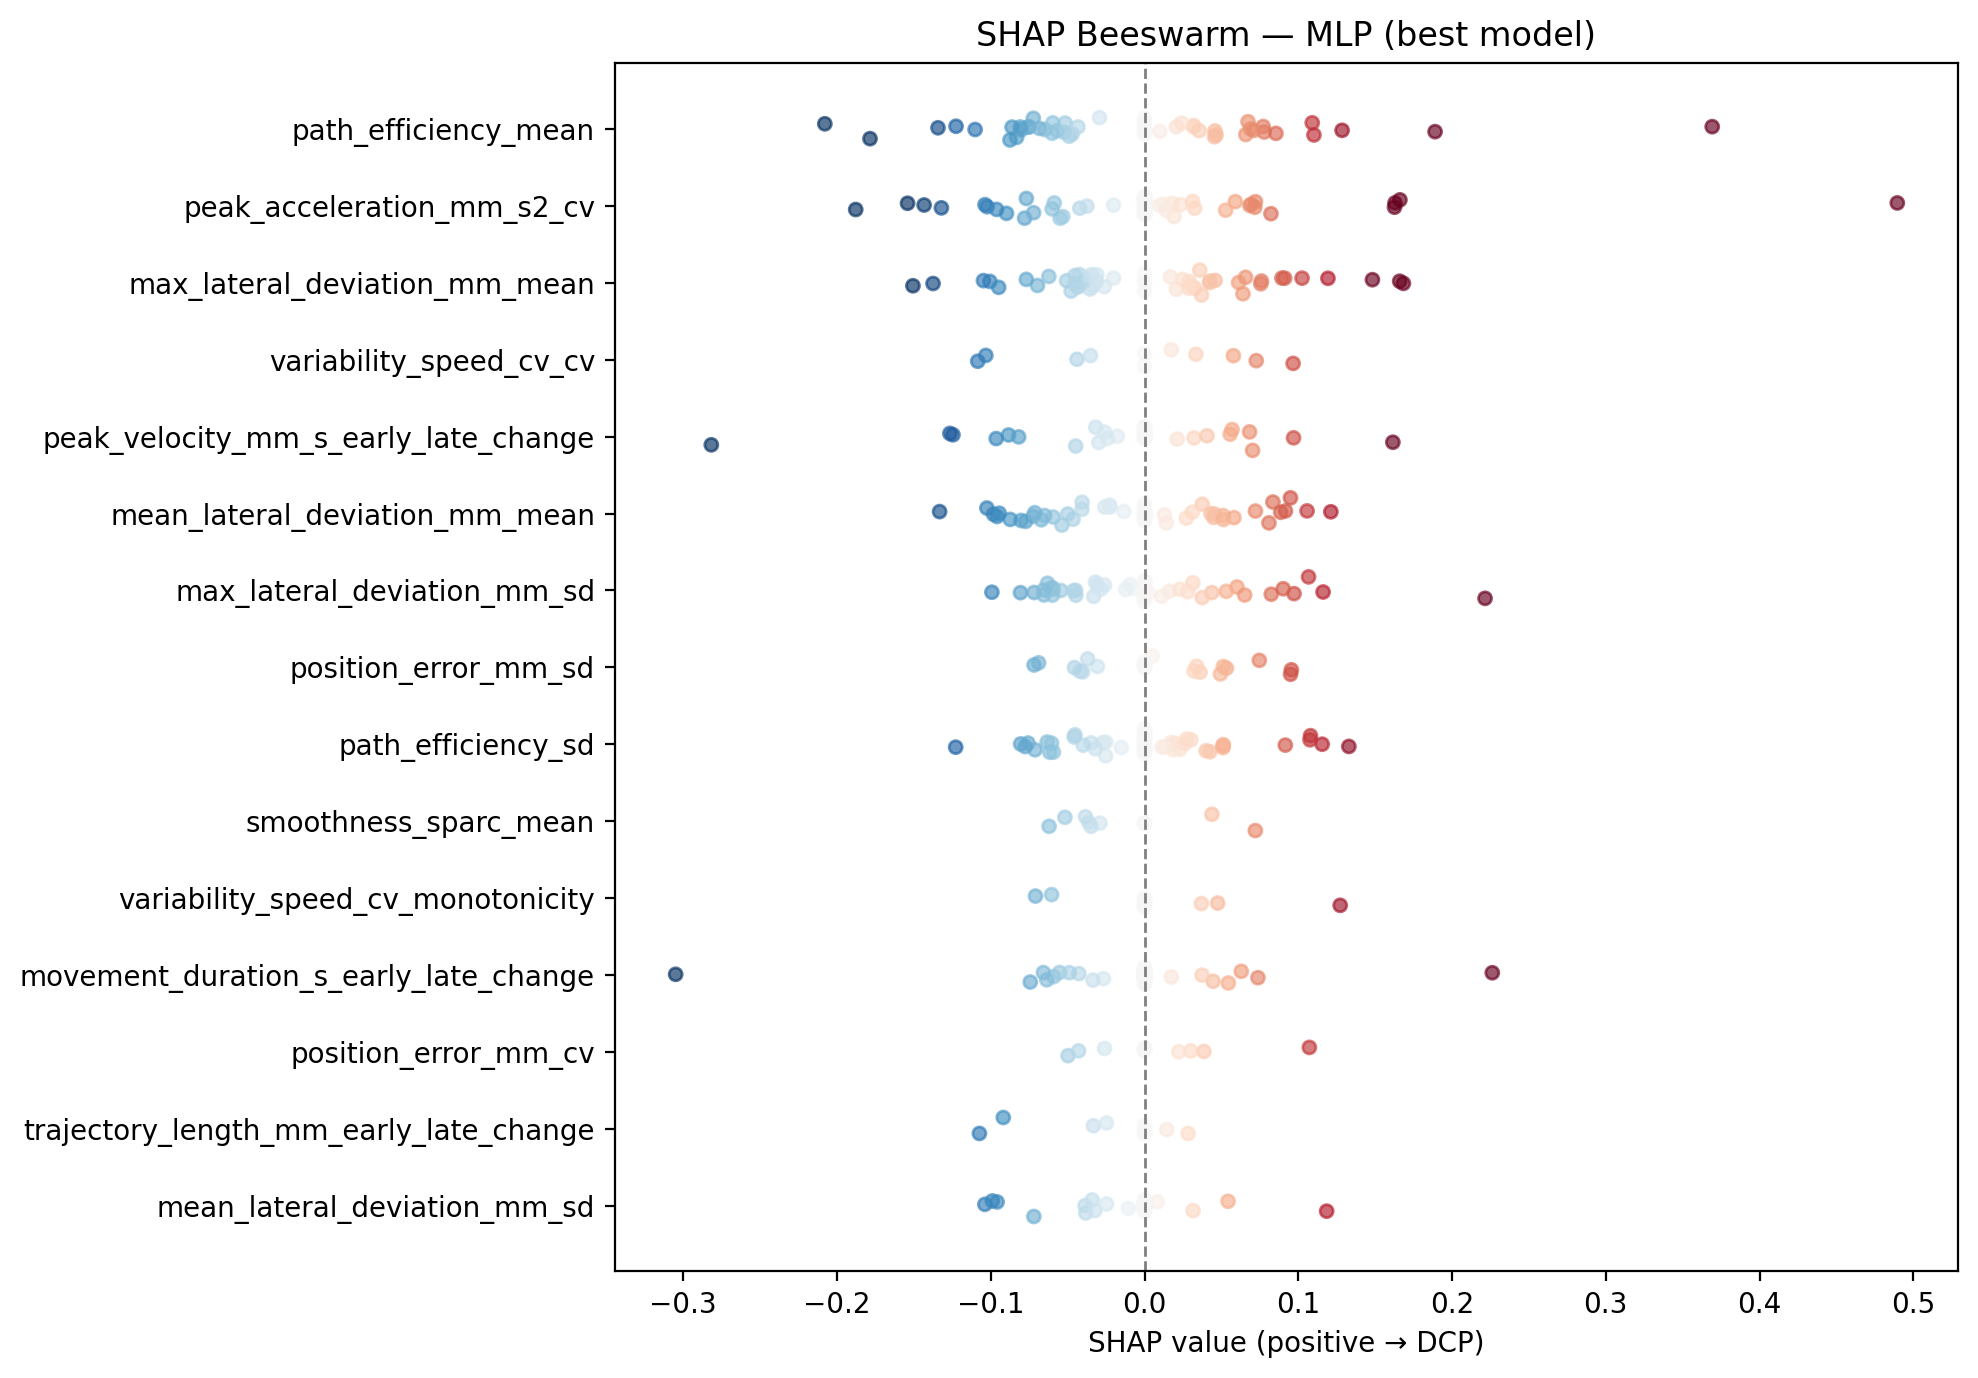 SHAP Beeswarm — MLP (best model)
path_efficiency_mean
peak_acceleration_mm_s2_cv
max_lateral_deviation_mm_mean
variability_speed_cv_cv
peak_velocity_mm_s_early_late_change
mean_lateral_deviation_mm_mean
max_lateral_deviation_mm_sd
position_error_mm_sd
path_efficiency_sd
smoothness_sparc_mean
variability_speed_cv_monotonicity
movement_duration_s_early_late_change
position_error_mm_cv
trajectory_length_mm_early_late_change
mean_lateral_deviation_mm_sd
−0.3 −0.2 −0.1 0.0 0.1 0.2 0.3 0.4 0.5
SHAP value (positive → DCP)